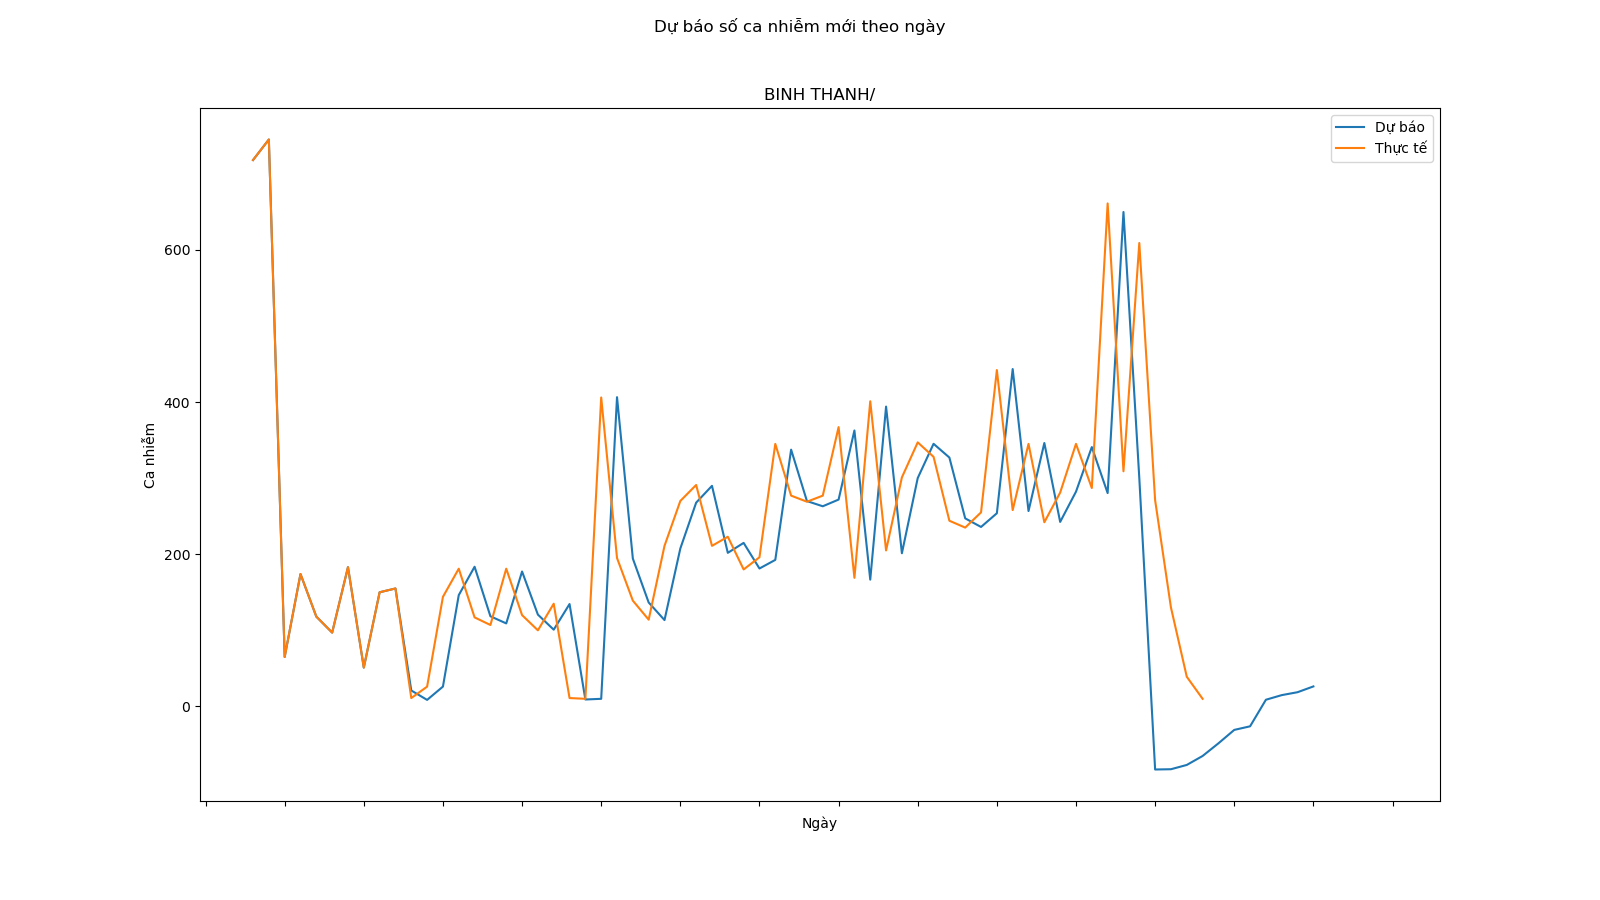 Dự báo số ca nhiễm mới theo ngày
BINH THANH/
Dự báo
Thực tế
600
400
200
0
Ca nhiễm
Ngày